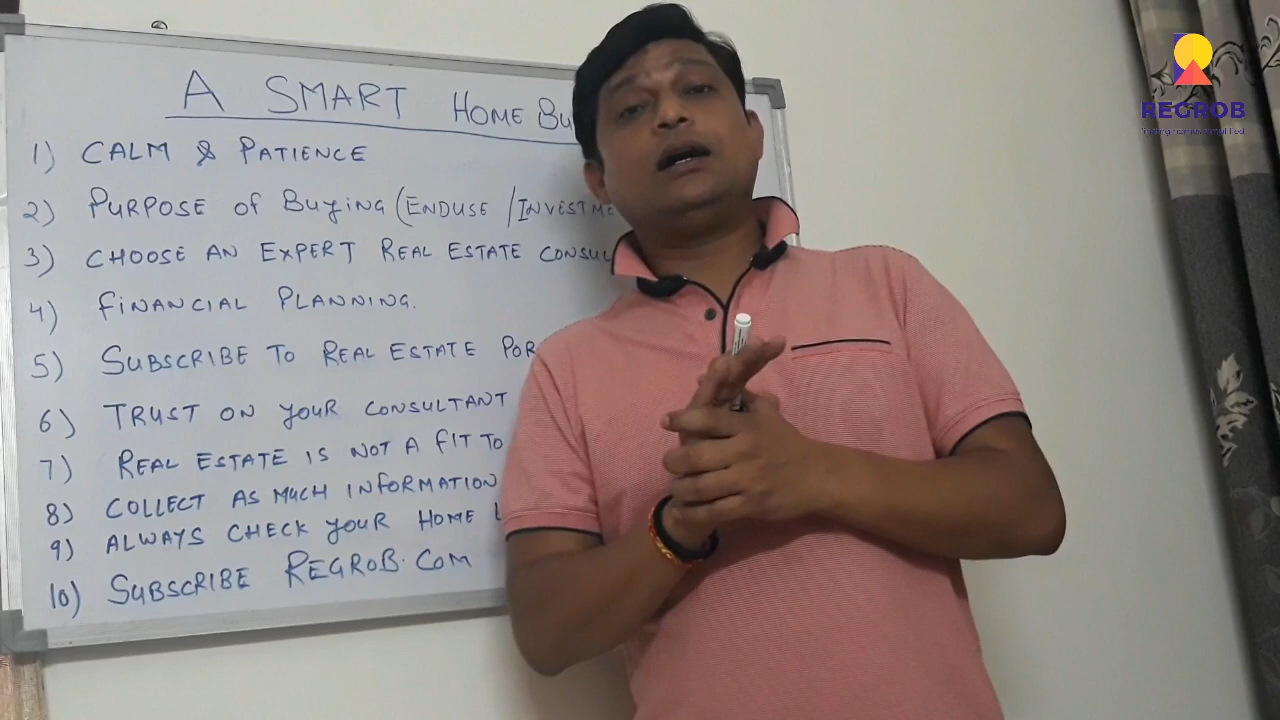 A SMART HOME BU
1) CALM & PATIENCE
2) PURPOSE OF BUYING (ENDUSE / INVESTME
3) CHOOSE AN EXPERT REAL ESTATE CONSUL
4) FINANCIAL PLANNING.
5) SUBSCRIBE TO REAL ESTATE POR
6) TRUST ON YOUR CONSULTANT
7) REAL ESTATE IS NOT A FIT TO
8) COLLECT AS MUCH INFORMATION
9) ALWAYS CHECK YOUR HOME L
10) SUBSCRIBE REGROB.COM
REGROB